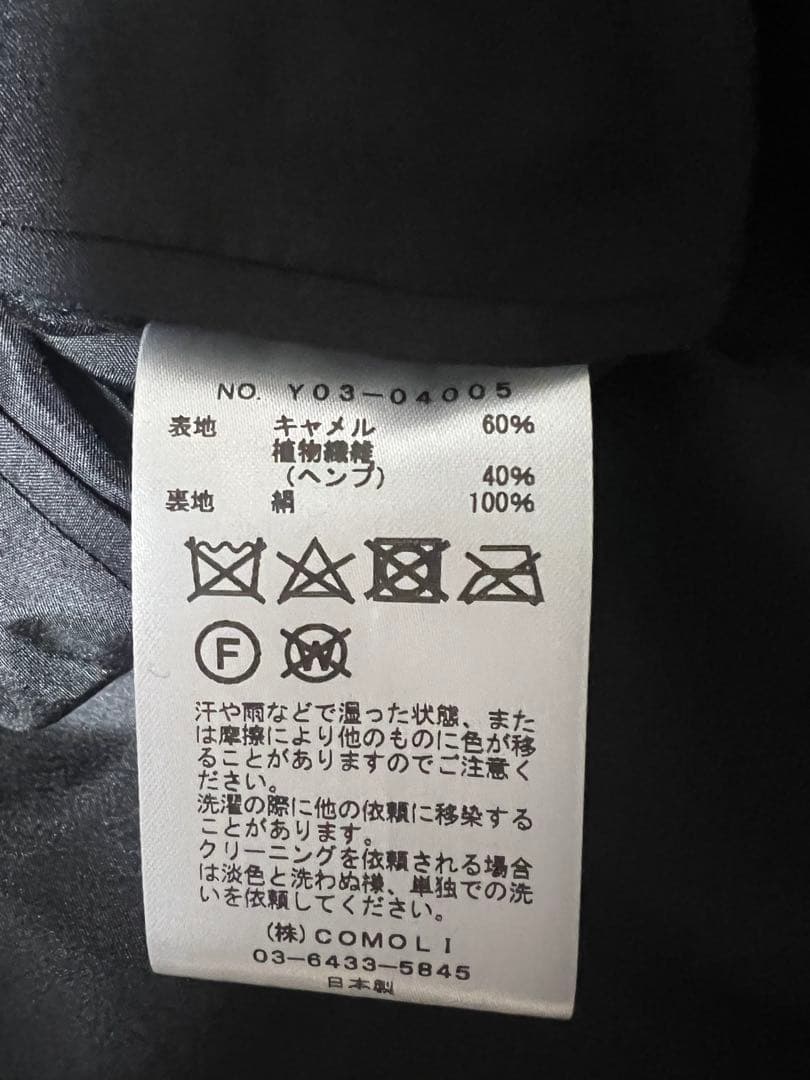 NO. Y03-04005
表地 キャメル 60%
植物繊維
(ヘンプ) 40%
裏地 絹 100%
F W
汗や雨などで湿った状態、また
は摩擦により他のものに色が移
ることがありますのでご注意く
ださい。
洗濯の際に他の依頼に移染する
ことがあります。
クリーニングを依頼される場合
は淡色と洗わぬ様、単独での洗
いを依頼してください。
(株)COMOLI
03-6433-5845
日本製